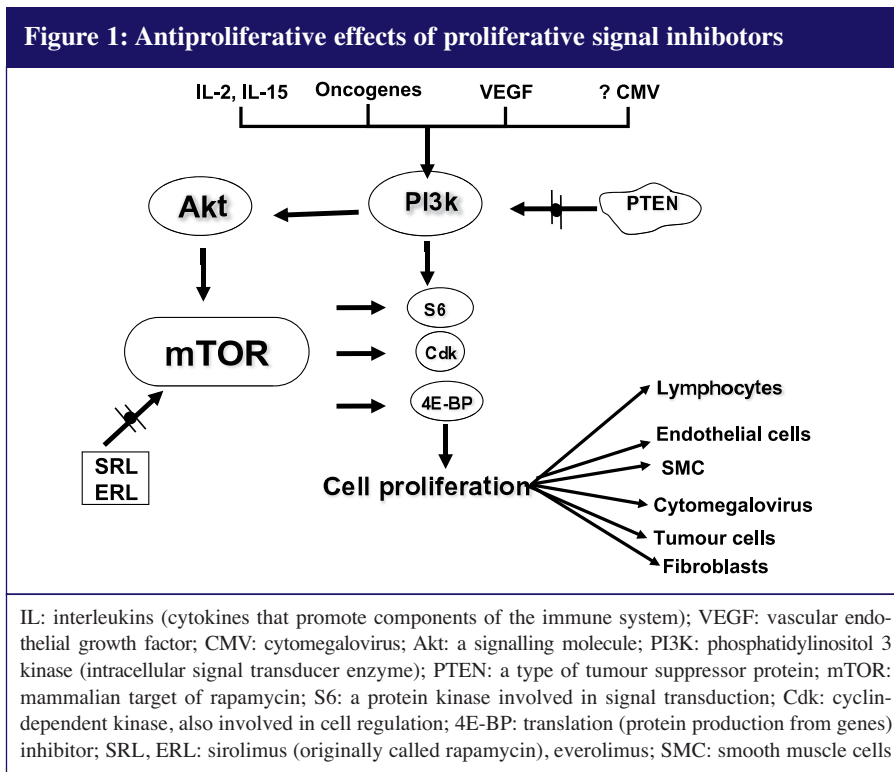 Figure 1: Antiproliferative effects of proliferative signal inhibotors
IL-2, IL-15 Oncogenes VEGF ? CMV
Akt PI3k PTEN
S6
mTOR Cdk
4E-BP
SRL
ERL
Cell proliferation
Lymphocytes
Endothelial cells
SMC
Cytomegalovirus
Tumour cells
Fibroblasts
IL: interleukins (cytokines that promote components of the immune system); VEGF: vascular endo-
thelial growth factor; CMV: cytomegalovirus; Akt: a signalling molecule; PI3K: phosphatidylinositol 3
kinase (intracellular signal transducer enzyme); PTEN: a type of tumour suppressor protein; mTOR:
mammalian target of rapamycin; S6: a protein kinase involved in signal transduction; Cdk: cyclin-
dependent kinase, also involved in cell regulation; 4E-BP: translation (protein production from genes)
inhibitor; SRL, ERL: sirolimus (originally called rapamycin), everolimus; SMC: smooth muscle cells